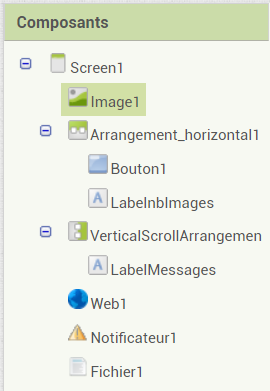 Composants
Screen1
Image1
Arrangement_horizontal1
Bouton1
A LabelnbImages
VerticalScrollArrangemen
A LabelMessages
Web1
Notificateur1
Fichier1